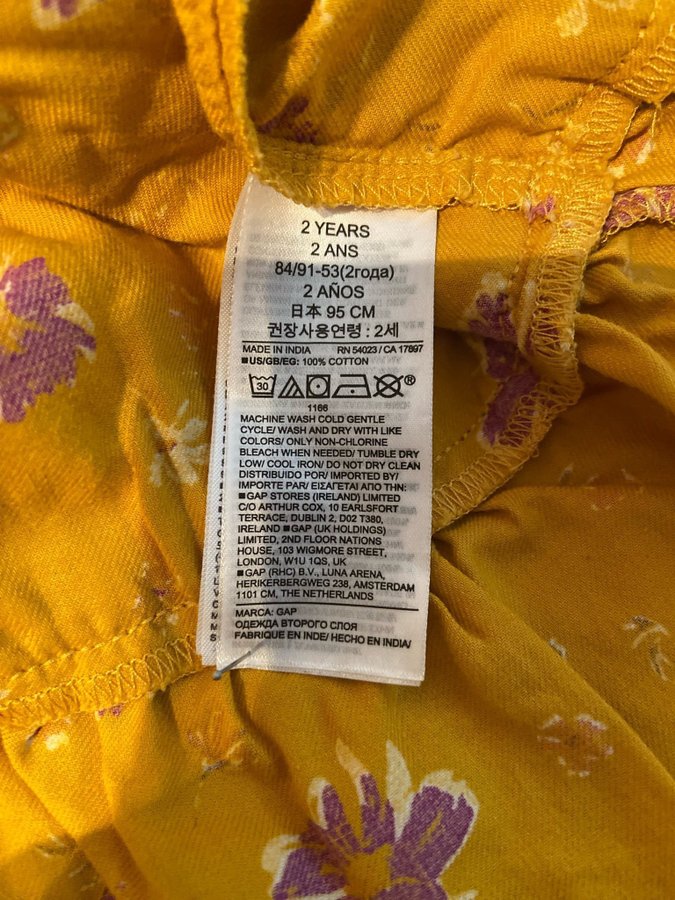 2 YEARS
2 ANS
84/91-53(2года)
2 AÑOS
日本 95 CM
권장사용연령 : 2세
MADE IN INDIA RN 54023 / CA 17897
■US/GB/EG: 100% COTTON
30 ®
1166
MACHINE WASH COLD GENTLE
CYCLE/ WASH AND DRY WITH LIKE
COLORS/ ONLY NON-CHLORINE
BLEACH WHEN NEEDED/ TUMBLE DRY
LOW/ COOL IRON/ DO NOT DRY CLEAN
DISTRIBUIDO POR/ IMPORTED BY/
IMPORTE PAR/ ΕΙΣΑΓΕΤΑΙ ΑΠΟ ΤΗΝ:
■GAP STORES (IRELAND) LIMITED
C/O ARTHUR COX, 10 EARLSFORT
TERRACE, DUBLIN 2, D02 T380,
IRELAND ■GAP (UK HOLDINGS)
LIMITED, 2ND FLOOR NATIONS
HOUSE, 103 WIGMORE STREET,
LONDON, W1U 1QS, UK
■GAP (RHC) B.V., LUNA ARENA,
HERIKERBERGWEG 238, AMSTERDAM
1101 CM, THE NETHERLANDS
MARCA: GAP
ОДЕЖДА ВТОРОГО СЛОЯ
FABRIQUE EN INDE/ HECHO EN INDIA/